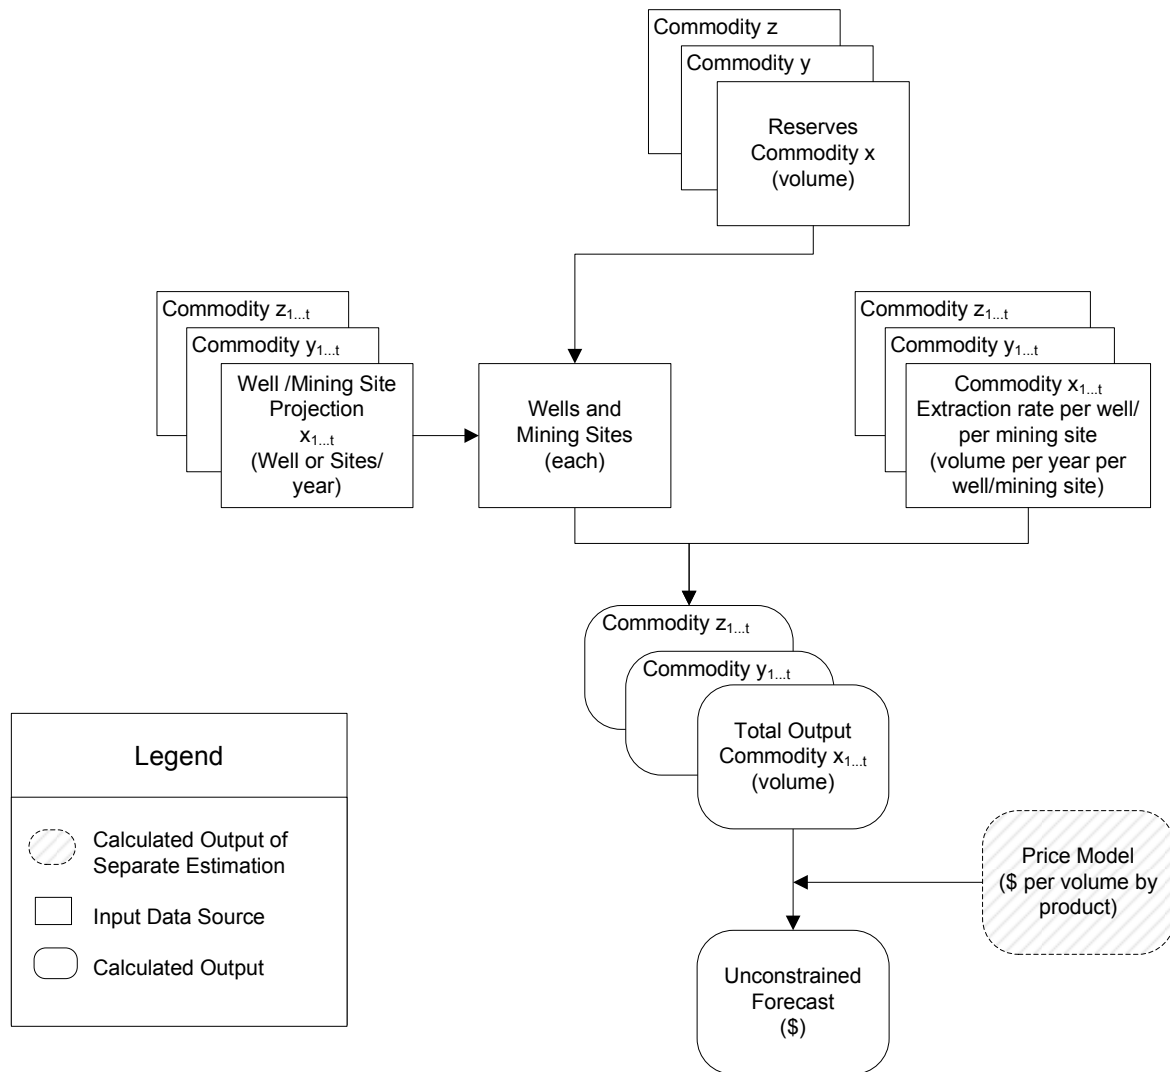 Commodity z
Commodity y
Reserves
Commodity x
(volume)
Commodity z1...t
Commodity y1...t
Well /Mining Site
Projection
x1...t
(Well or Sites/
year)
Wells and
Mining Sites
(each)
Commodity z1...t
Commodity y1...t
Commodity x1...t
Extraction rate per well/
per mining site
(volume per year per
well/mining site)
Commodity z1...t
Commodity y1...t
Total Output
Commodity x1...t
(volume)
Price Model
($ per volume by
product)
Unconstrained
Forecast
($)
Legend
Calculated Output of
Separate Estimation
Input Data Source
Calculated Output